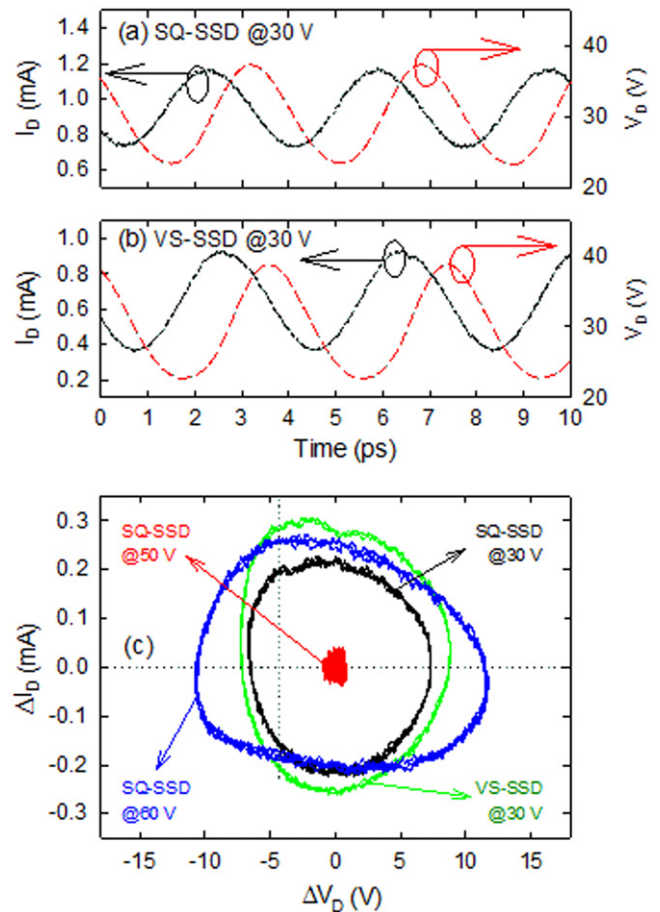 (a) SQ-SSD @30 V
I_D (mA)
1.4
1.2
1.0
0.8
0.6
V_D (V)
40
30
20
(b) VS-SSD @30 V
I_D (mA)
1.0
0.8
0.6
0.4
0.2
V_D (V)
40
30
20
0 1 2 3 4 5 6 7 8 9 10
Time (ps)
SQ-SSD
@50 V
SQ-SSD
@30 V
(c)
SQ-SSD
@60 V
VS-SSD
@30 V
ΔI_D (mA)
0.3
0.2
0.1
0.0
-0.1
-0.2
-0.3
-15 -10 -5 0 5 10 15
ΔV_D (V)